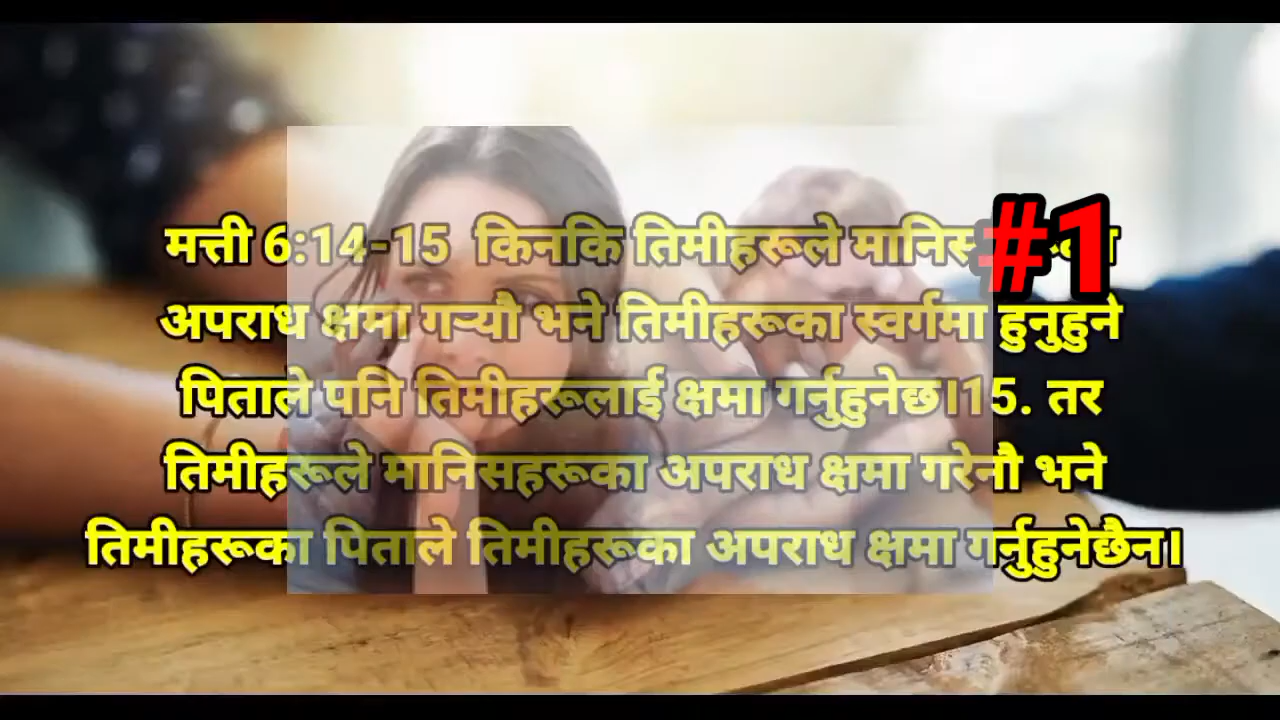 मत्ती 6:14-15 किनकि तिमीहरूले
#1
अपराध क्षमा गर्‍यौ भने तिमीहरूका स्वर्गमा हुनुहुने
पिताले पनि तिमीहरूलाई क्षमा गर्नुहुनेछ।15. तर
तिमीहरूले मानिसहरूका अपराध क्षमा गरेनौ भने
तिमीहरूका पिताले तिमीहरूका अपराध क्षमा गर्नुहुनेछैन।